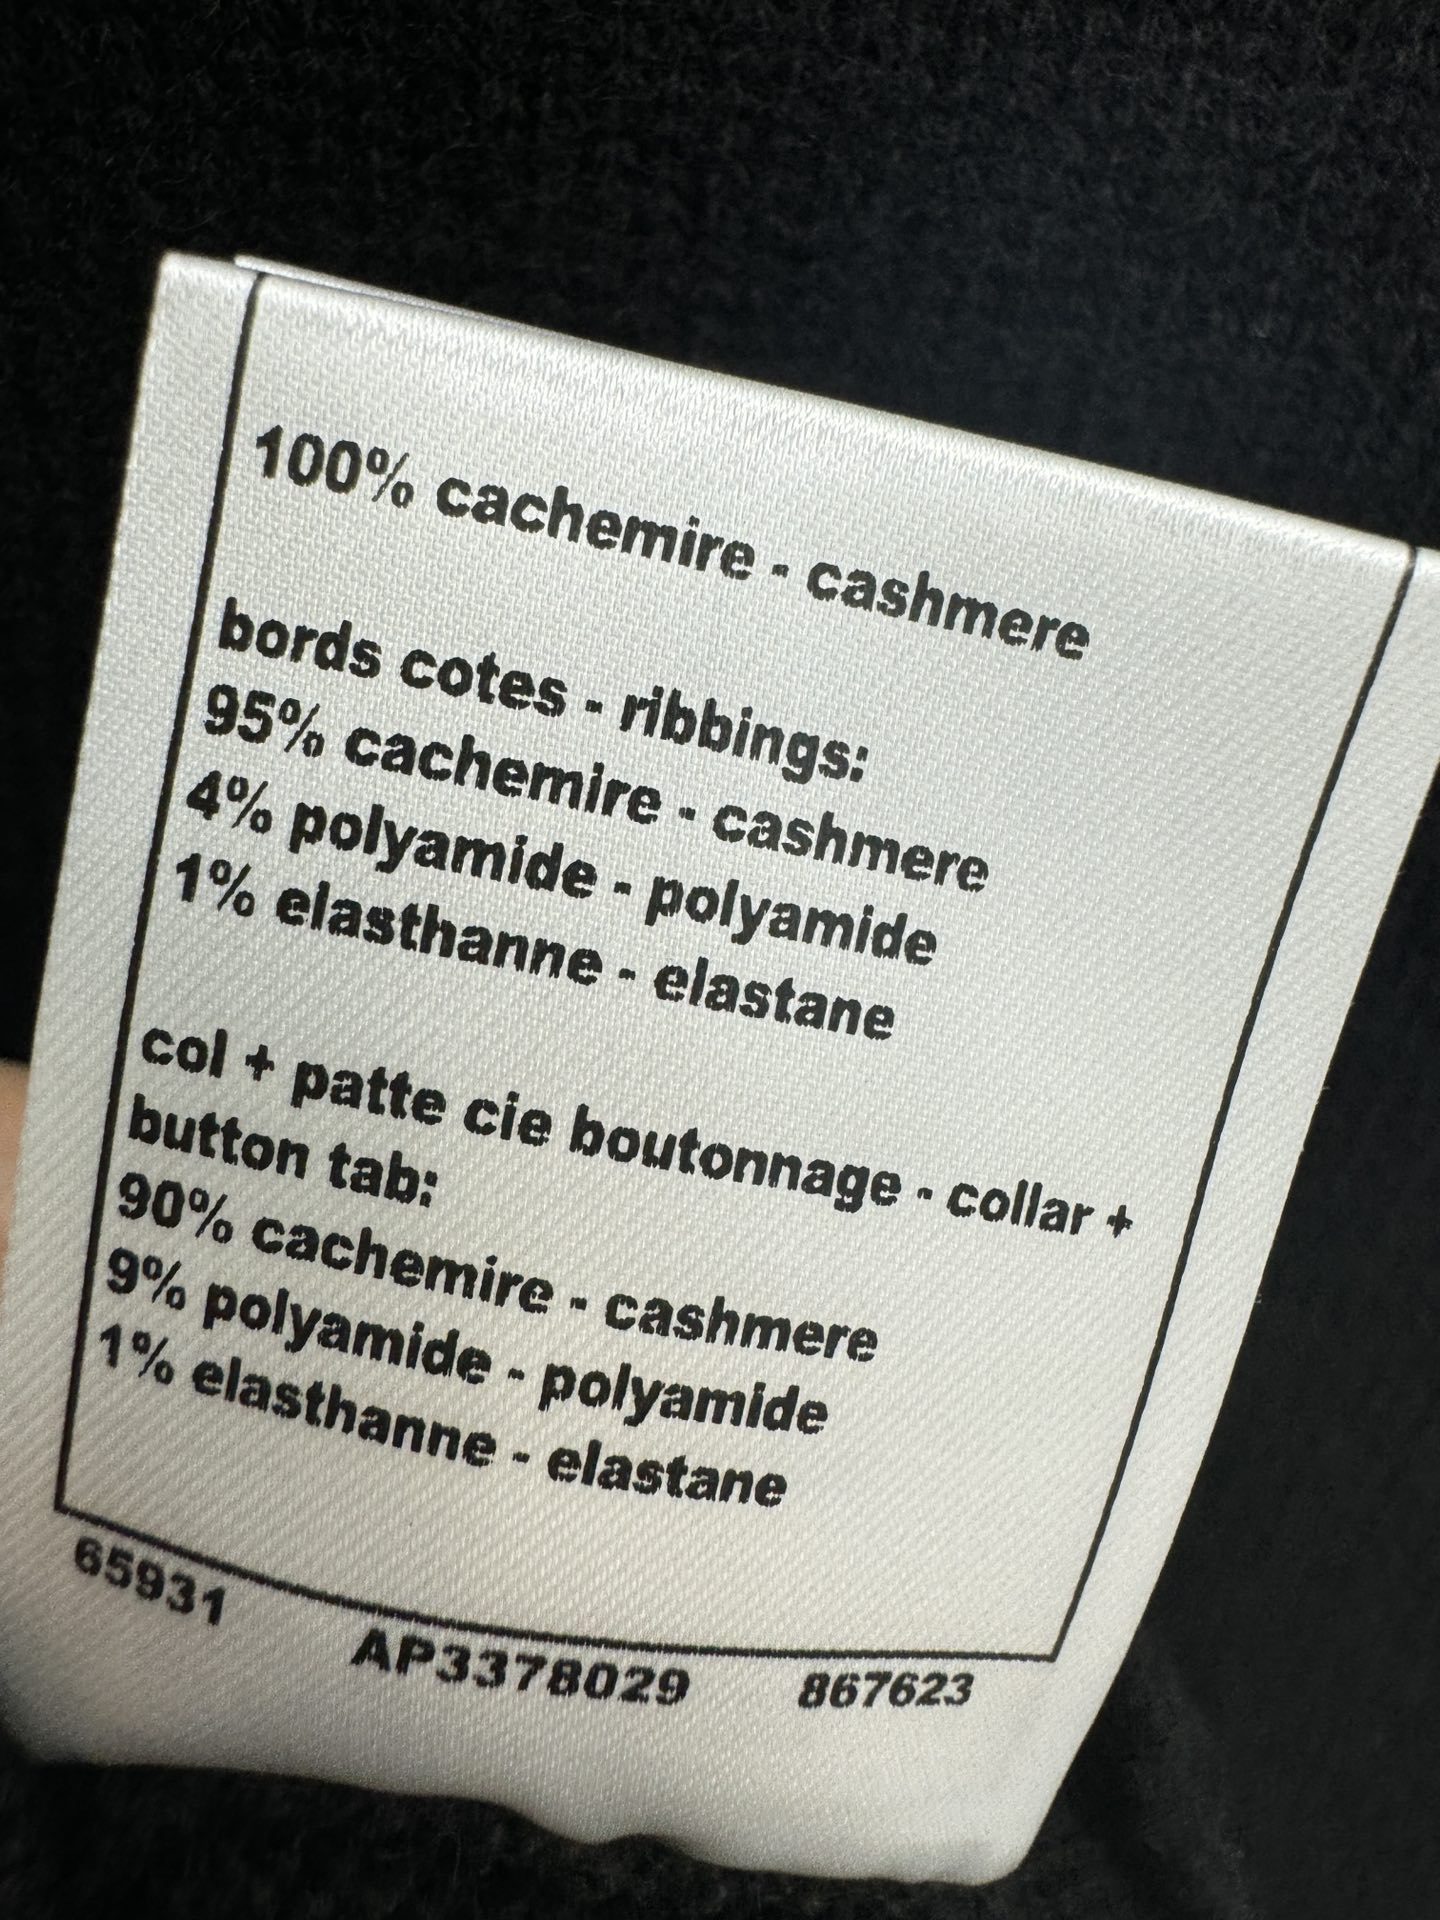 100% cachemire - cashmere
bords cotes - ribbings:
95% cachemire - cashmere
4% polyamide - polyamide
1% elasthanne - elastane
col + patte cie boutonnage - collar +
button tab:
90% cachemire - cashmere
9% polyamide - polyamide
1% elasthanne - elastane
65931 AP3378029 867623